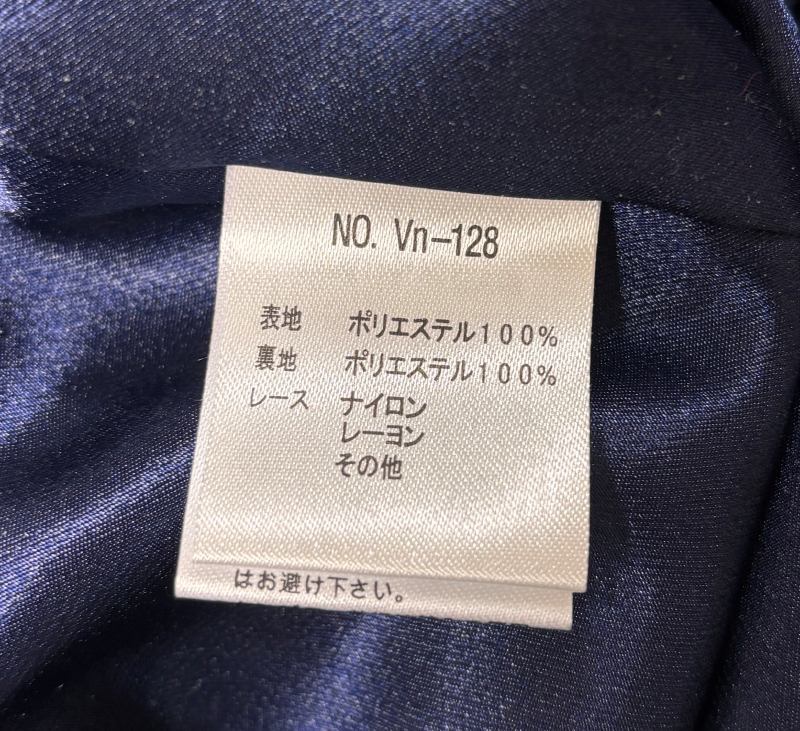 NO. Vn-128
表地 ポリエステル100%
裏地 ポリエステル100%
レース ナイロン
レーヨン
その他
はお避け下さい。